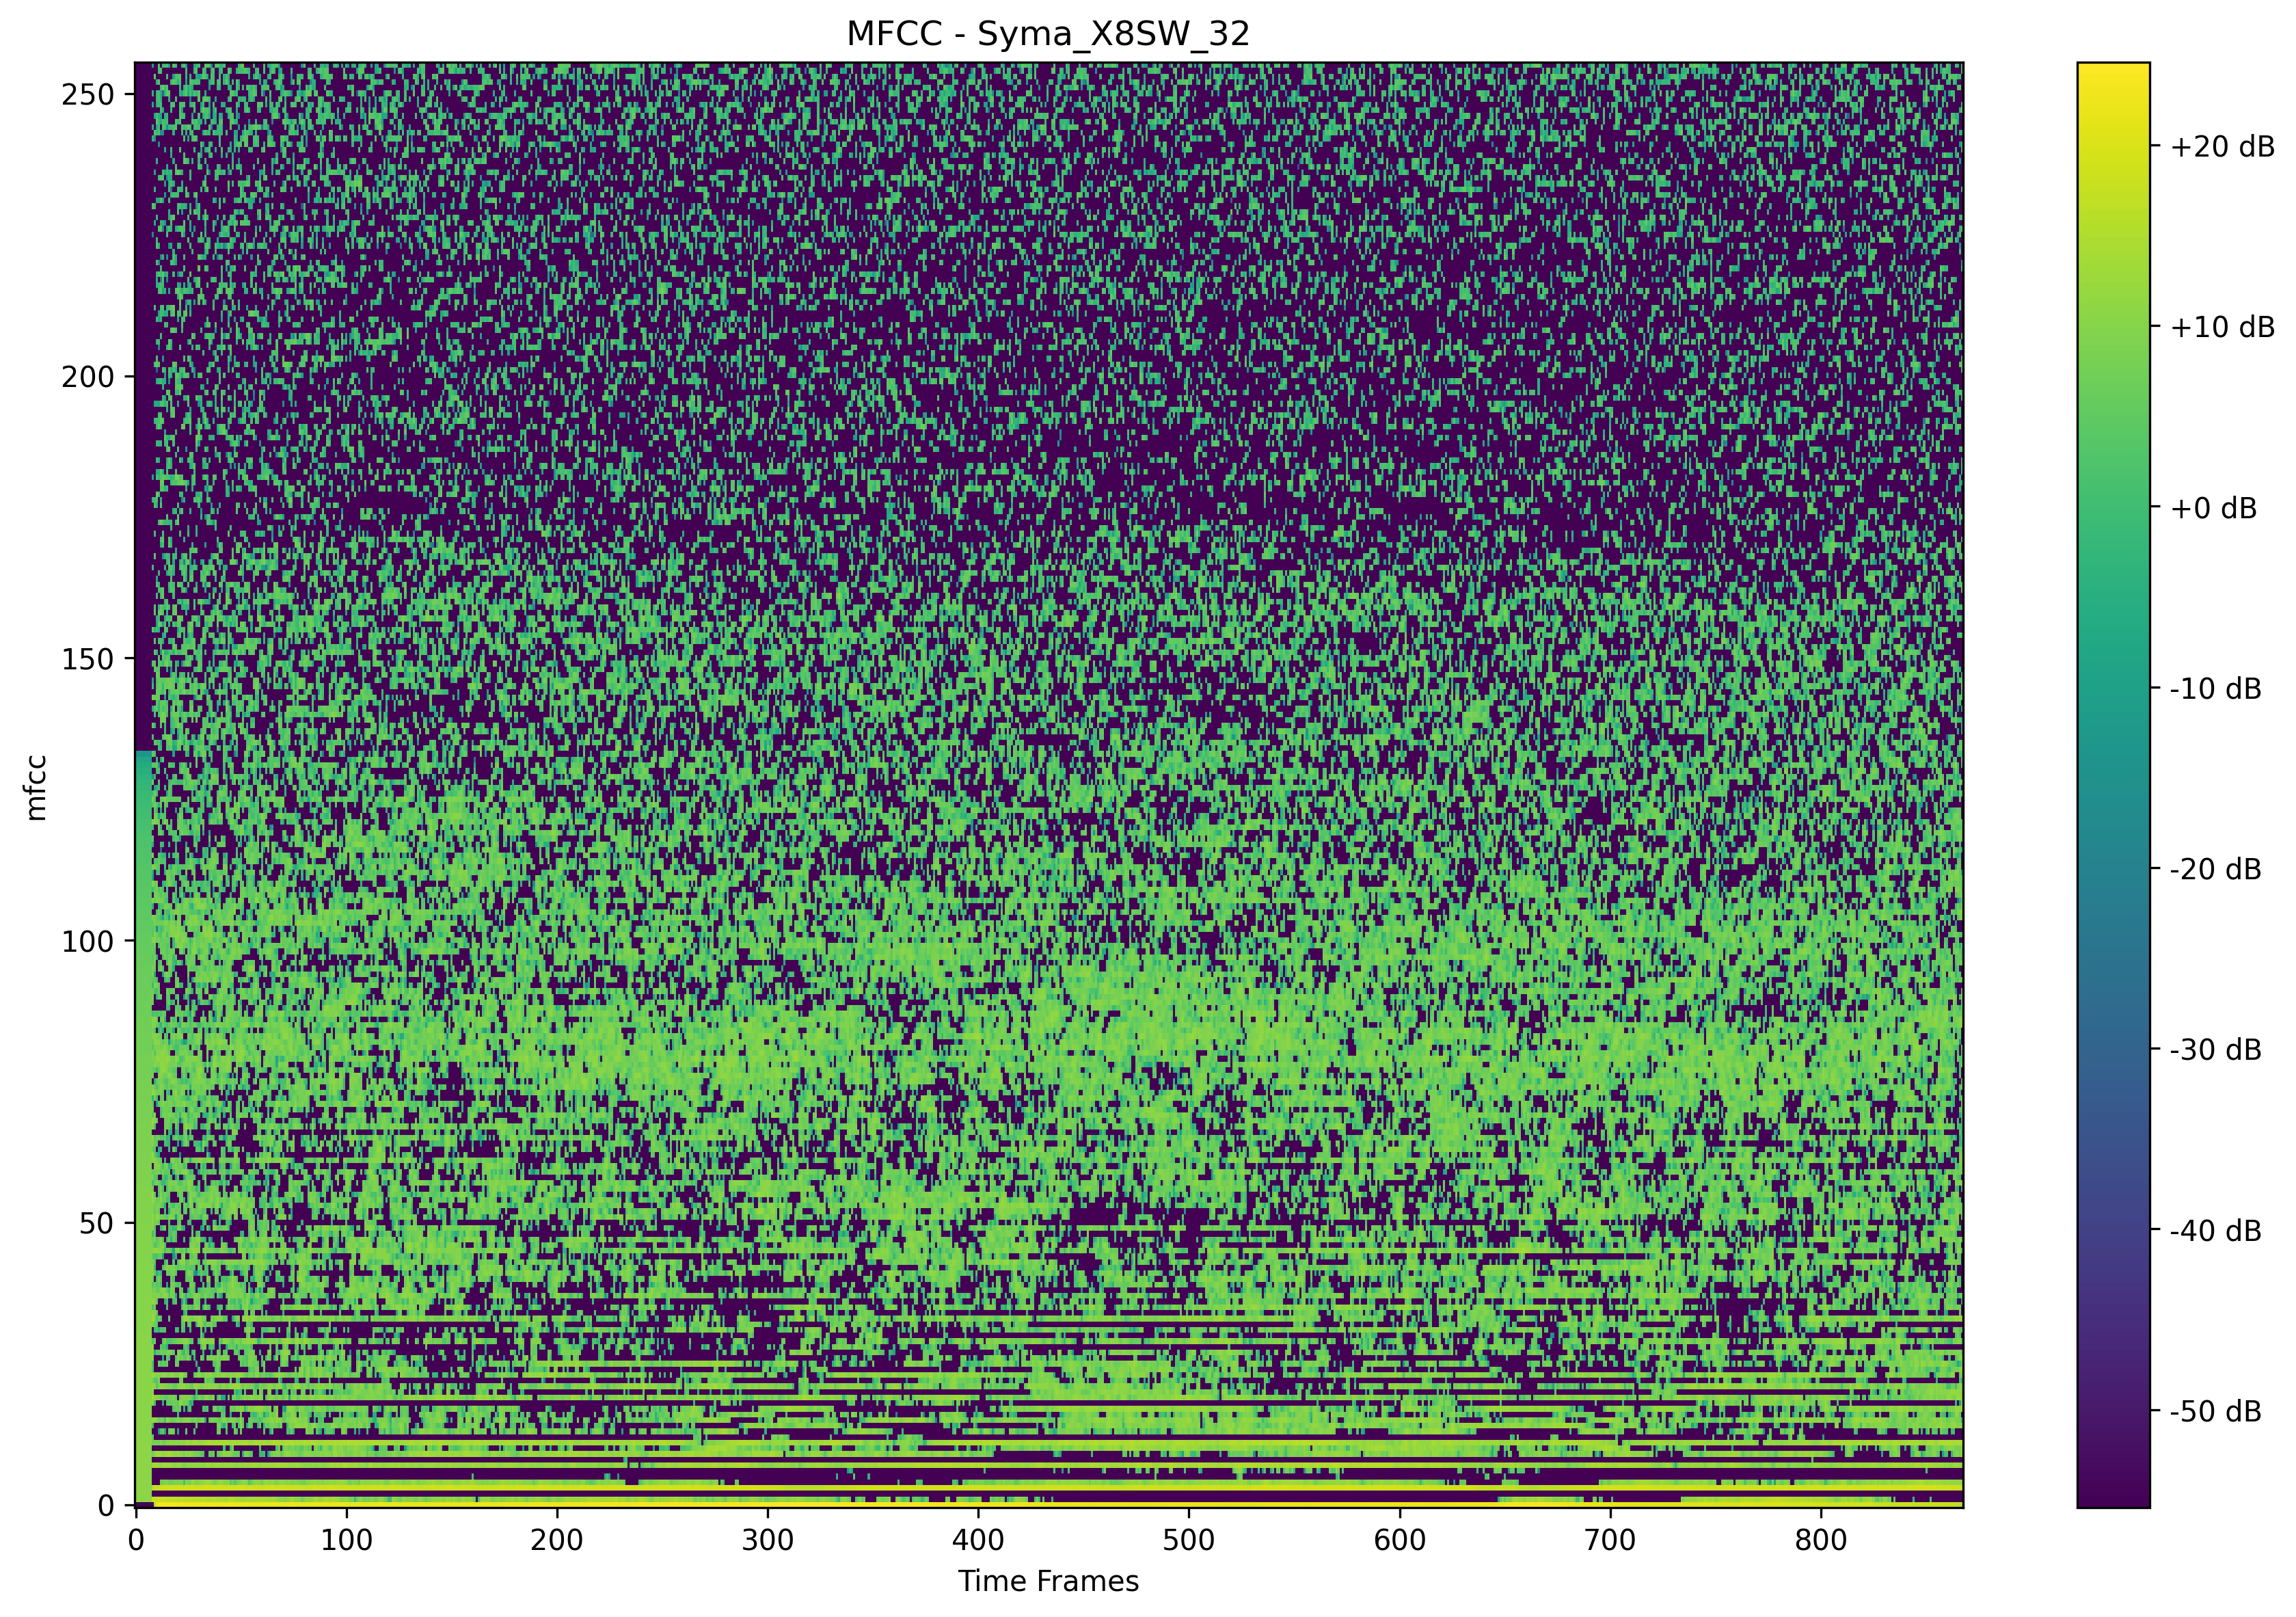 MFCC - Syma_X8SW_32
250
200
150
100
50
0
mfcc
0 100 200 300 400 500 600 700 800
Time Frames
+20 dB
+10 dB
+0 dB
-10 dB
-20 dB
-30 dB
-40 dB
-50 dB